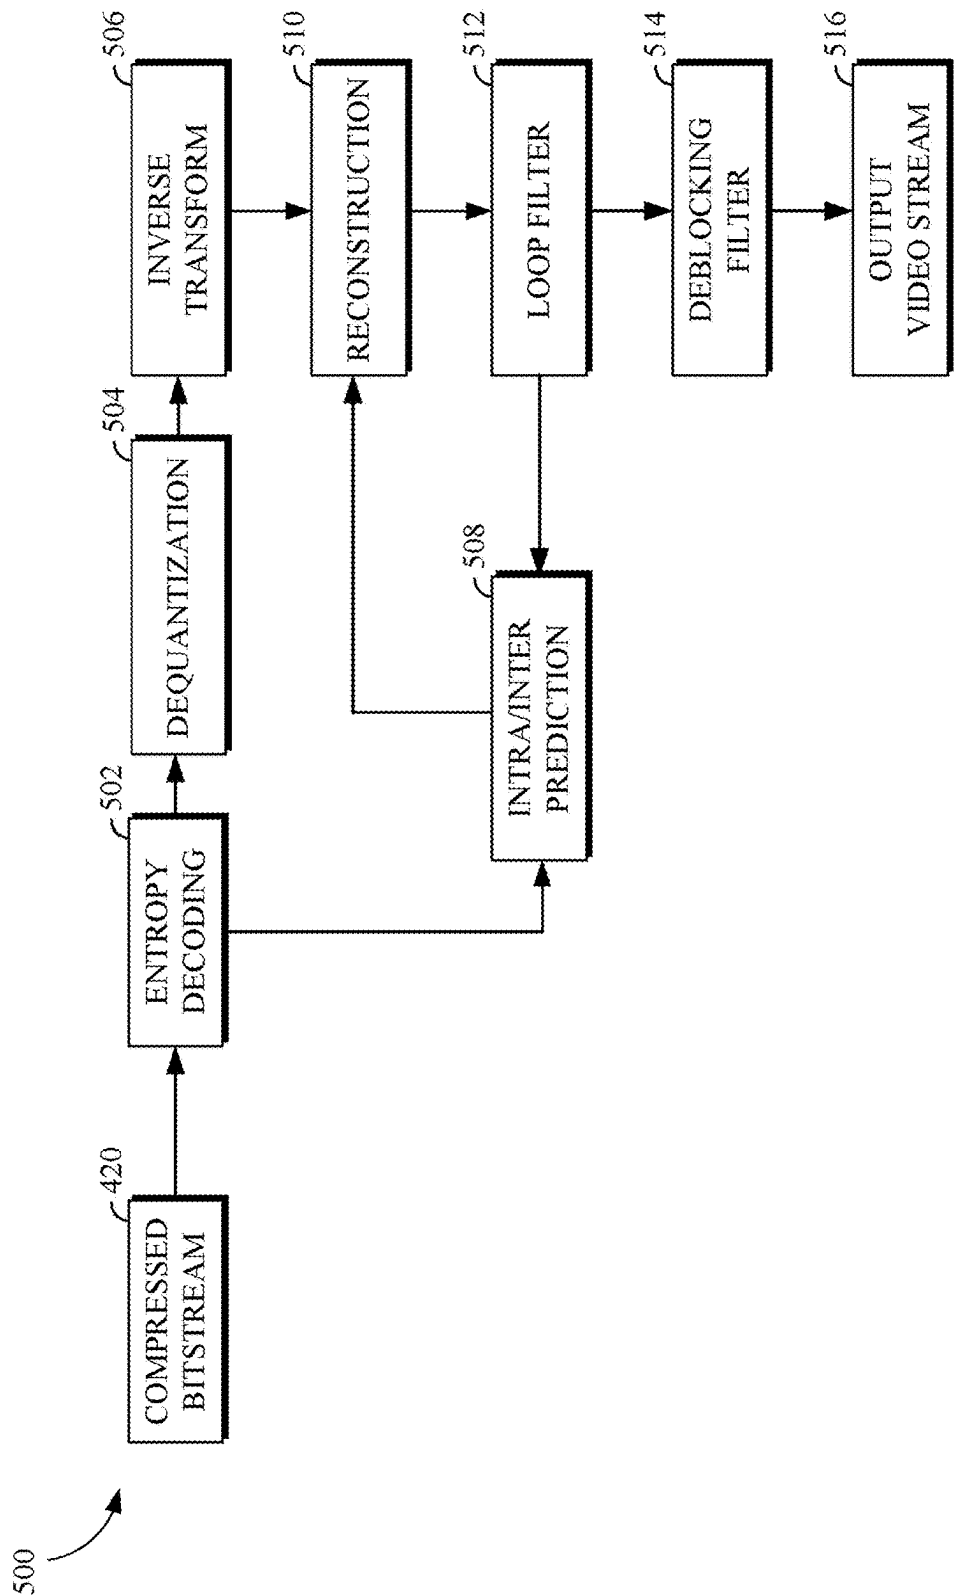 500
420
COMPRESSED
BITSTREAM
502
ENTROPY
DECODING
504
DEQUANTIZATION
506
INVERSE
TRANSFORM
508
INTRA/INTER
PREDICTION
510
RECONSTRUCTION
512
LOOP FILTER
514
DEBLOCKING
FILTER
516
OUTPUT
VIDEO STREAM